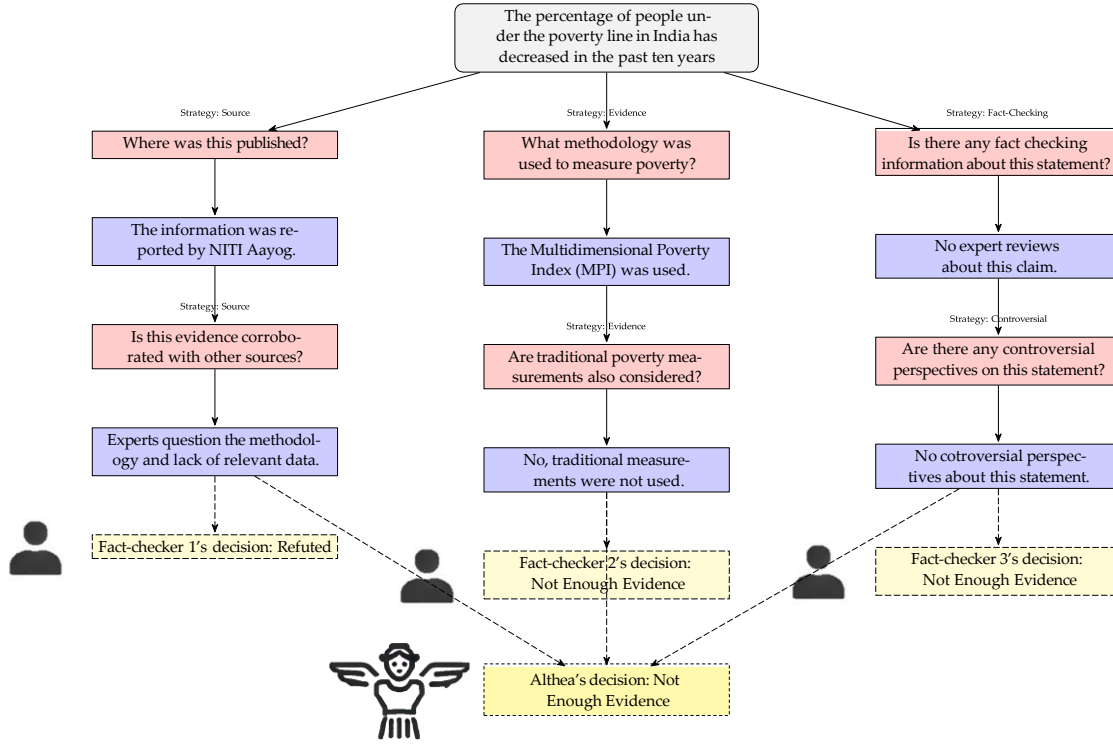 The percentage of people un-
der the poverty line in India has
decreased in the past ten years
Strategy: Source
Where was this published?
The information was re-
ported by NITI Aayog.
Strategy: Source
Is this evidence corrobo-
rated with other sources?
Experts question the methodol-
ogy and lack of relevant data.
Fact-checker 1's decision: Refuted
Strategy: Evidence
What methodology was
used to measure poverty?
The Multidimensional Poverty
Index (MPI) was used.
Strategy: Evidence
Are traditional poverty mea-
surements also considered?
No, traditional measure-
ments were not used.
Fact-checker 2's decision:
Not Enough Evidence
Strategy: Fact-Checking
Is there any fact checking
information about this statement?
No expert reviews
about this claim.
Strategy: Controversial
Are there any controversial
perspectives on this statement?
No cotroversial perspec-
tives about this statement.
Fact-checker 3's decision:
Not Enough Evidence
Althea's decision: Not
Enough Evidence